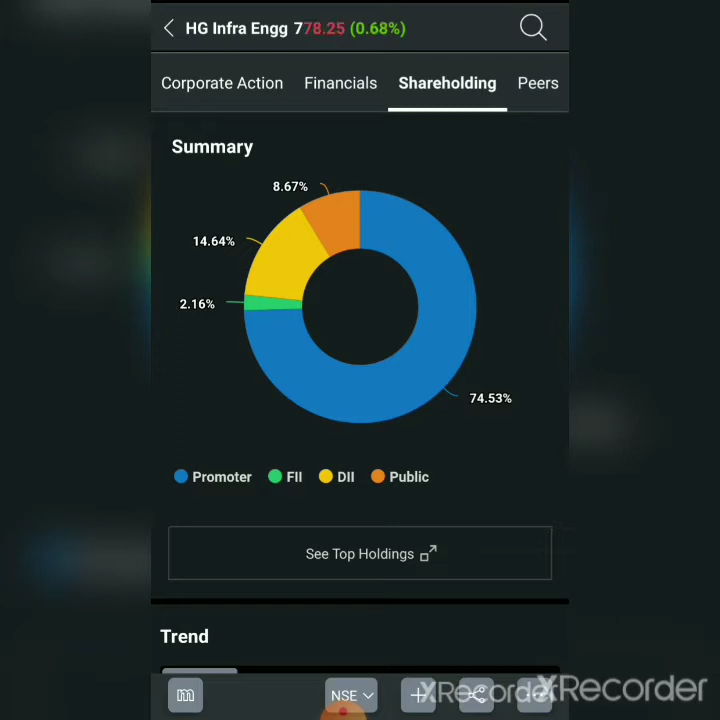 HG Infra Engg 778.25 (0.68%)
Corporate Action Financials Shareholding Peers
Summary
8.67%
14.64%
2.16%
74.53%
Promoter FII DII Public
See Top Holdings
Trend
NSE
XRecorder
XRecorder